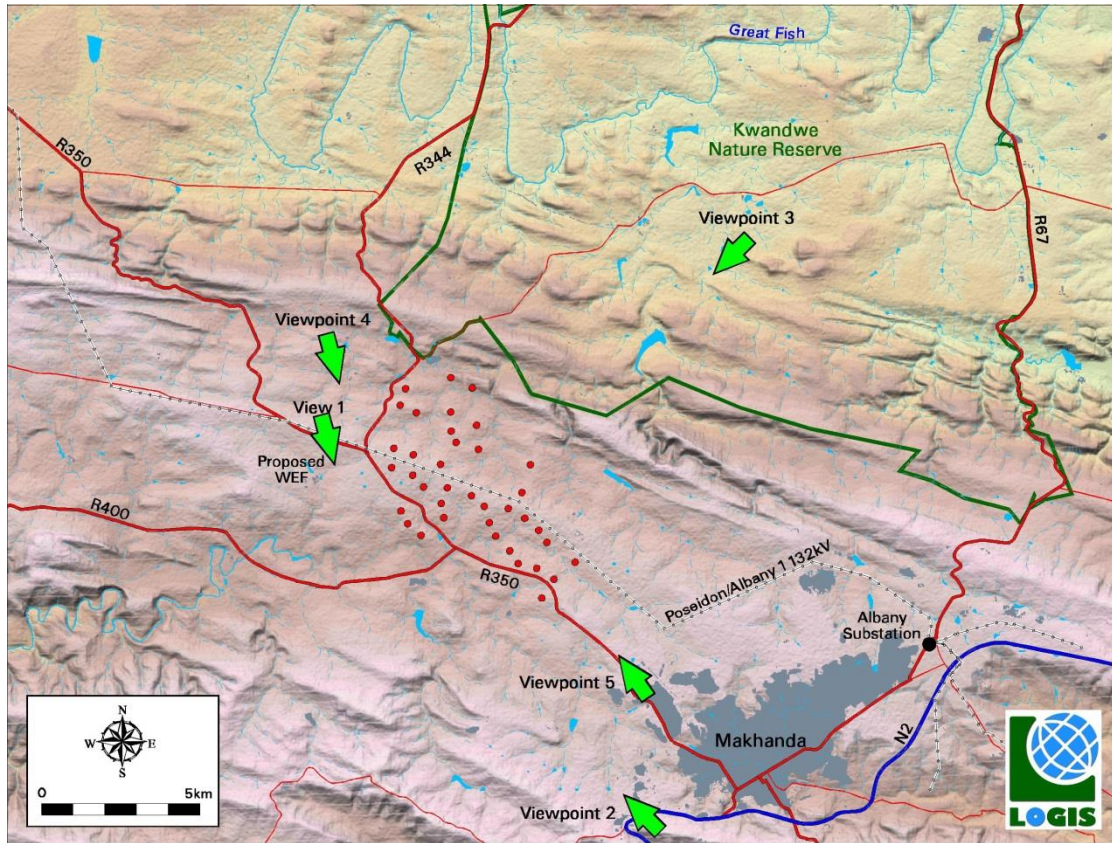 Great Fish
R350
R344
Kwandwe
Nature Reserve
Viewpoint 3
R67
Viewpoint 4
View 1
Proposed
WEF
R400
R350
Poseidon/Albany 1 132kV
Albany
Substation
Viewpoint 5
Makhanda
N2
Viewpoint 2
N
W E
S
0 5km
LOGIS